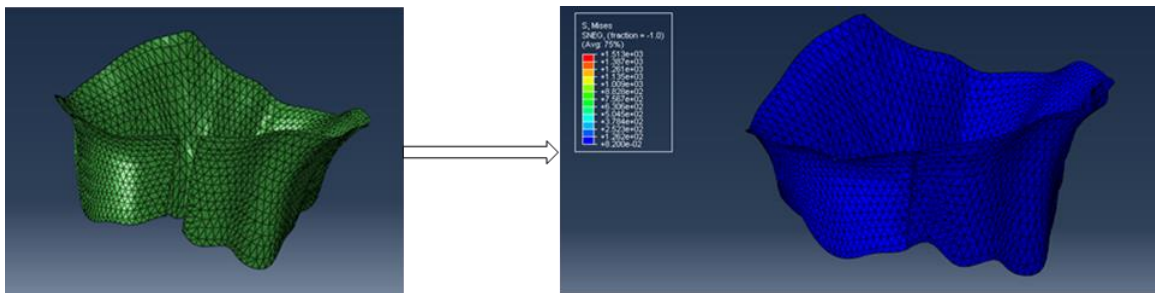 S, Mises
SNEG, (fraction = -1.0)
(Avg: 75%)
+1.513e+03
+1.387e+03
+1.261e+03
+1.135e+03
+1.009e+03
+8.828e+02
+7.567e+02
+6.306e+02
+5.045e+02
+3.784e+02
+2.523e+02
+1.262e+02
+8.200e-02